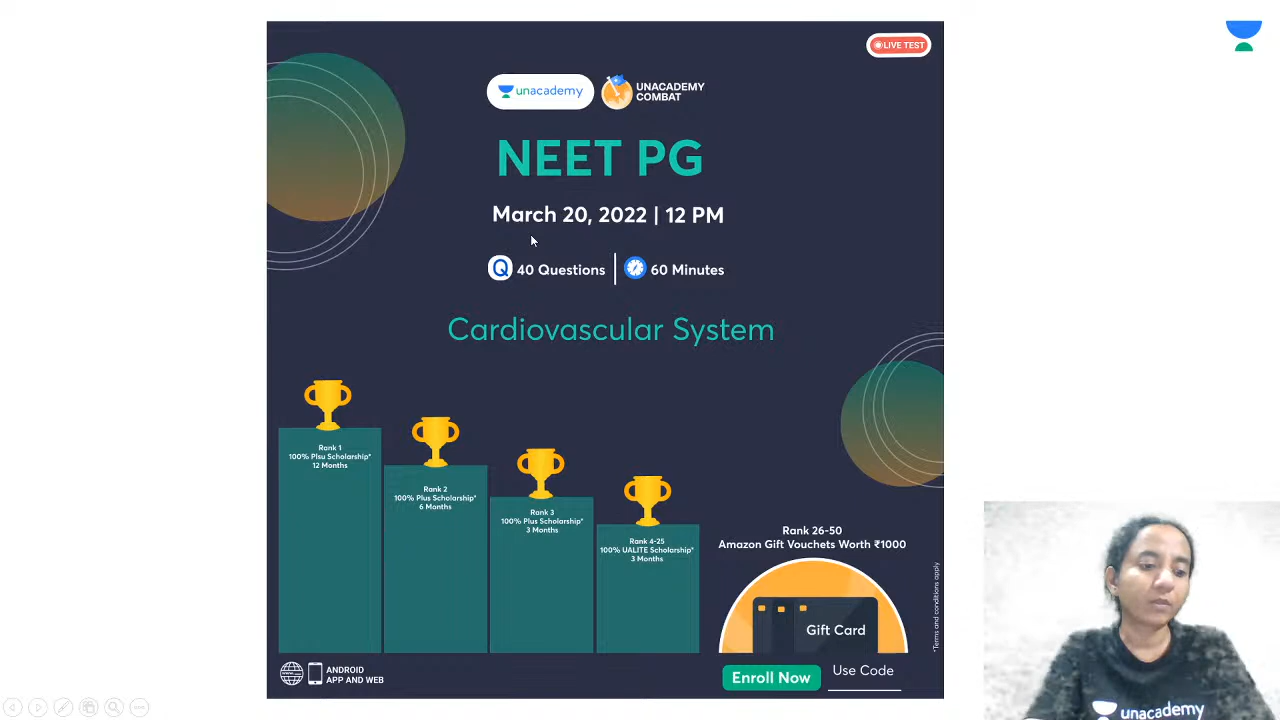 LIVE TEST
unacademy
UNACADEMY
COMBAT
NEET PG
March 20, 2022 | 12 PM
Q 40 Questions
60 Minutes
Cardiovascular System
Rank 1
100% Plsu Scholarship*
12 Months
Rank 2
100% Plus Scholarship*
6 Months
Rank 3
100% Plus Scholarship*
3 Months
Rank 4-25
100% UALITE Scholarship*
3 Months
Rank 26-50
Amazon Gift Vouchets Worth ₹1000
Gift Card
*Terms and conditions apply
ANDROID
APP AND WEB
Enroll Now
Use Code
unacademy